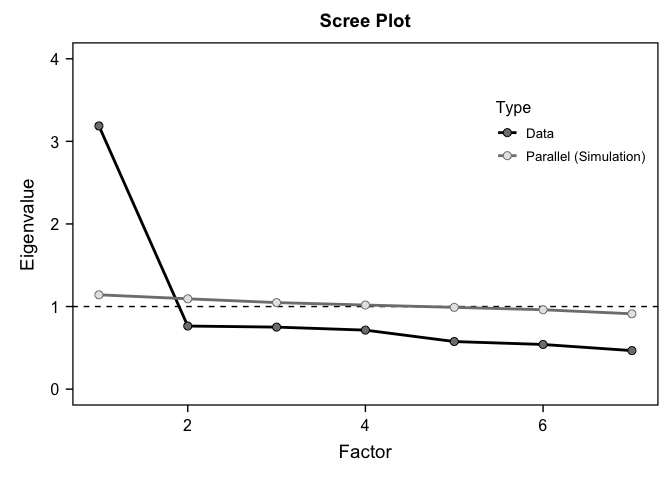 Scree Plot
4
3
2
1
0
Eigenvalue
Type
Data
Parallel (Simulation)
2
4
6
Factor